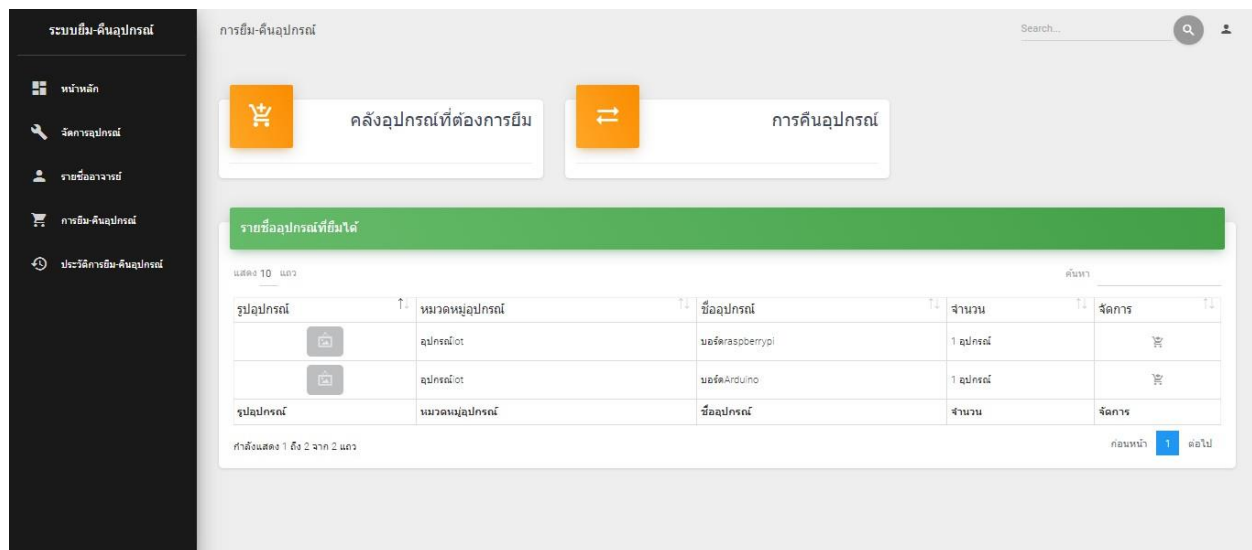 ระบบยืม-คืนอุปกรณ์
หน้าหลัก
จัดการอุปกรณ์
รายชื่ออาจารย์
การยืม-คืนอุปกรณ์
ประวัติการยืม-คืนอุปกรณ์
การยืม-คืนอุปกรณ์
Search...
คลังอุปกรณ์ที่ต้องการยืม
การคืนอุปกรณ์
รายชื่ออุปกรณ์ที่ยืมได้
แสดง 10 แถว
ค้นหา
รูปอุปกรณ์ หมวดหมู่อุปกรณ์ ชื่ออุปกรณ์ จำนวน จัดการ
อุปกรณ์iot บอร์ดraspberrypi 1 อุปกรณ์
อุปกรณ์iot บอร์ดArduino 1 อุปกรณ์
รูปอุปกรณ์ หมวดหมู่อุปกรณ์ ชื่ออุปกรณ์ จำนวน จัดการ
กำลังแสดง 1 ถึง 2 จาก 2 แถว
ก่อนหน้า 1 ต่อไป